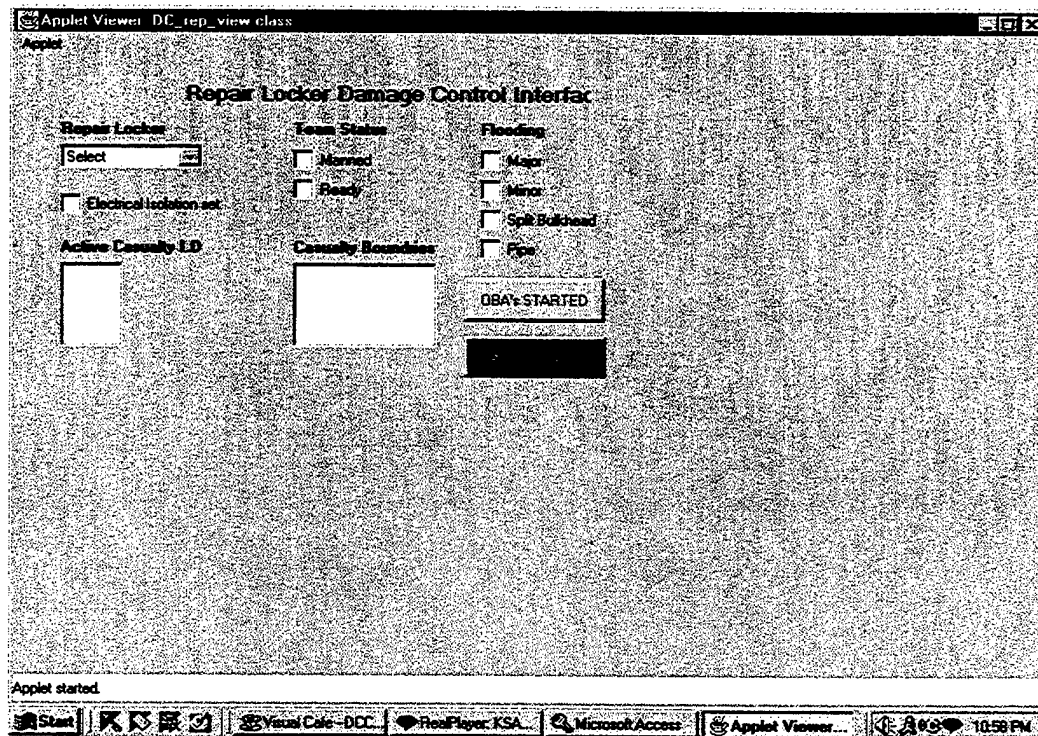 Applet Viewer: DC_rep_view.class
Applet
Repair Locker Damage Control Interfac
Repair Locker
Team Status
Flooding
Select
Manned
Major
Ready
Minor
Electrical isolation set
Split Bulkhead
Active Casualty I.D
Casualty Boundries
Pipe
OBA's STARTED
Applet started.
Start
Visual Cafe - DCC...
RealPlayer: KSA...
Microsoft Access
Applet Viewer...
10:58 PM